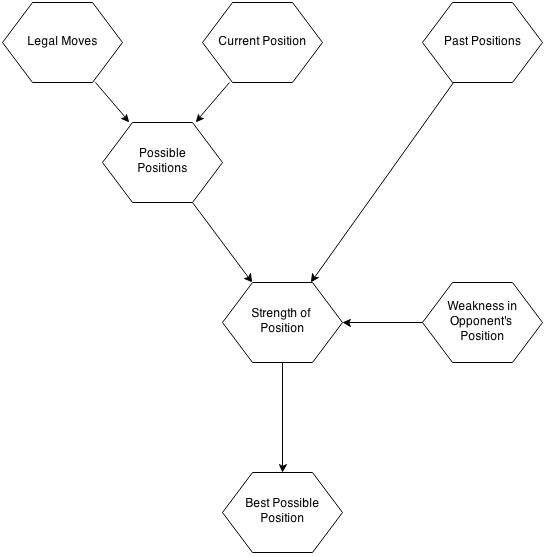 Legal Moves
Current Position
Past Positions
Possible
Positions
Strength of
Position
Weakness in
Opponent's
Position
Best Possible
Position